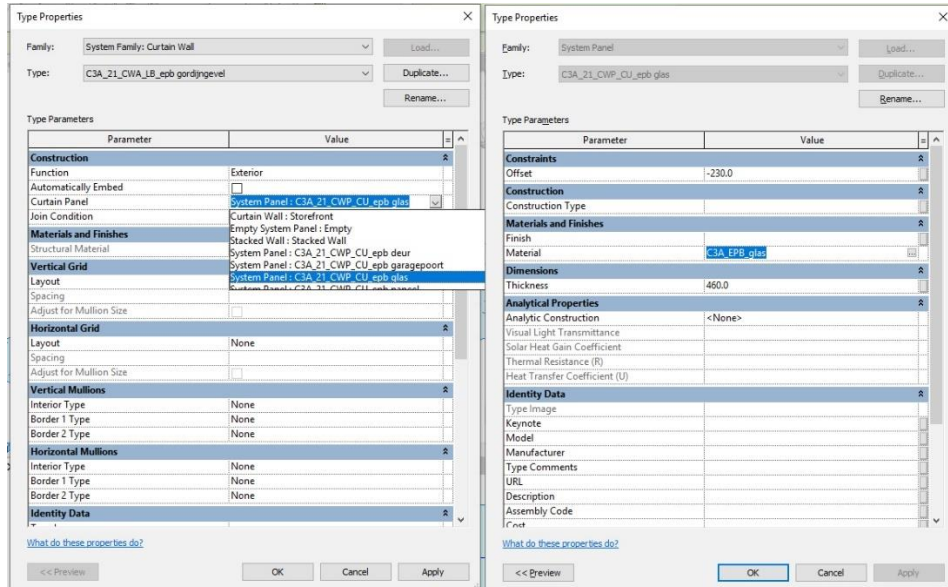 Type Properties
Family: System Family: Curtain Wall Load...
Type: C3A_21_CWA_LB_epb gordijngevel Duplicate...
Rename...
Type Parameters
Parameter Value =
Construction
Function Exterior
Automatically Embed
Curtain Panel System Panel : C3A_21_CWP_CU_epb glas
Join Condition
Curtain Wall : Storefront
Empty System Panel : Empty
Stacked Wall : Stacked Wall
System Panel : C3A_21_CWP_CU_epb deur
System Panel : C3A_21_CWP_CU_epb garagepoort
System Panel : C3A_21_CWP_CU_epb glas
System Panel : C3A_21_CWP_CU_epb paneel
Materials and Finishes
Structural Material
Vertical Grid
Layout
Spacing
Adjust for Mullion Size
Horizontal Grid
Layout None
Spacing
Adjust for Mullion Size
Vertical Mullions
Interior Type None
Border 1 Type None
Border 2 Type None
Horizontal Mullions
Interior Type None
Border 1 Type None
Border 2 Type None
Identity Data
What do these properties do?
<< Preview OK Cancel Apply
Type Properties
Family: System Panel Load...
Type: C3A_21_CWP_CU_epb glas Duplicate...
Rename...
Type Parameters
Parameter Value =
Constraints
Offset -230.0
Construction
Construction Type
Materials and Finishes
Finish
Material C3A_EPB_glas
Dimensions
Thickness 460.0
Analytical Properties
Analytic Construction <None>
Visual Light Transmittance
Solar Heat Gain Coefficient
Thermal Resistance (R)
Heat Transfer Coefficient (U)
Identity Data
Type Image
Keynote
Model
Manufacturer
Type Comments
URL
Description
Assembly Code
Cost
What do these properties do?
<< Preview OK Cancel Apply